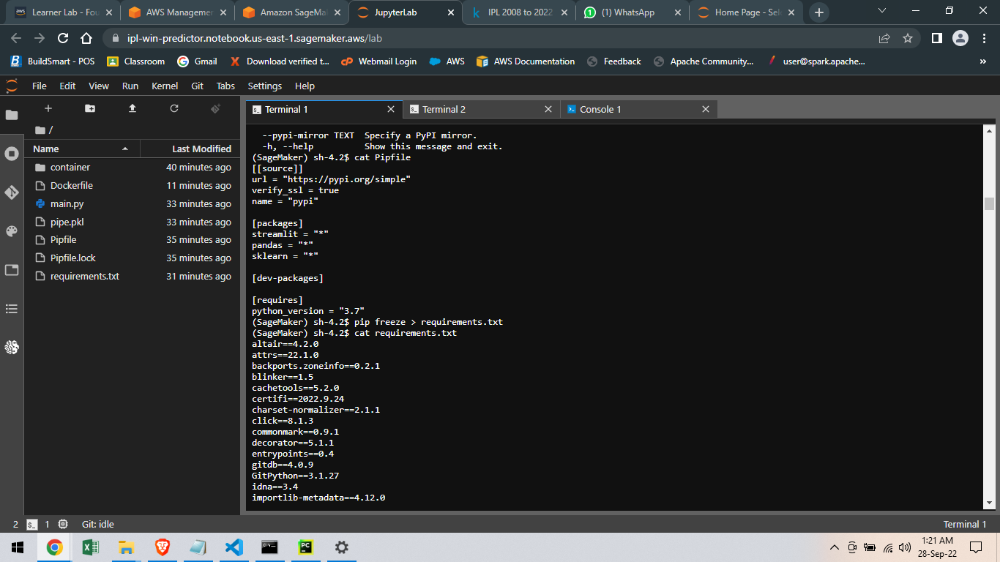 Learner Lab - Fou
AWS Managemen
Amazon SageMa
JupyterLab
IPL 2008 to 2022
(1) WhatsApp
Home Page - Sel
ipl-win-predictor.notebook.us-east-1.sagemaker.aws/lab
BuildSmart - POS
Classroom
Gmail
Download verified t...
Webmail Login
AWS
AWS Documentation
Feedback
Apache Community...
user@spark.apache...
»
File Edit View Run Kernel Git Tabs Settings Help
Terminal 1
Terminal 2
Console 1
/
Name Last Modified
container 40 minutes ago
Dockerfile 11 minutes ago
main.py 33 minutes ago
pipe.pkl 33 minutes ago
Pipfile 35 minutes ago
Pipfile.lock 35 minutes ago
requirements.txt 31 minutes ago
--pypi-mirror TEXT  Specify a PyPI mirror.
-h, --help          Show this message and exit.
(SageMaker) sh-4.2$ cat Pipfile
[[source]]
url = "https://pypi.org/simple"
verify_ssl = true
name = "pypi"
[packages]
streamlit = "*"
pandas = "*"
sklearn = "*"
[dev-packages]
[requires]
python_version = "3.7"
(SageMaker) sh-4.2$ pip freeze > requirements.txt
(SageMaker) sh-4.2$ cat requirements.txt
altair==4.2.0
attrs==22.1.0
backports.zoneinfo==0.2.1
blinker==1.5
cachetools==5.2.0
certifi==2022.9.24
charset-normalizer==2.1.1
click==8.1.3
commonmark==0.9.1
decorator==5.1.1
entrypoints==0.4
gitdb==4.0.9
GitPython==3.1.27
idna==3.4
importlib-metadata==4.12.0
2 1 Git: idle Terminal 1
1:21 AM
28-Sep-22